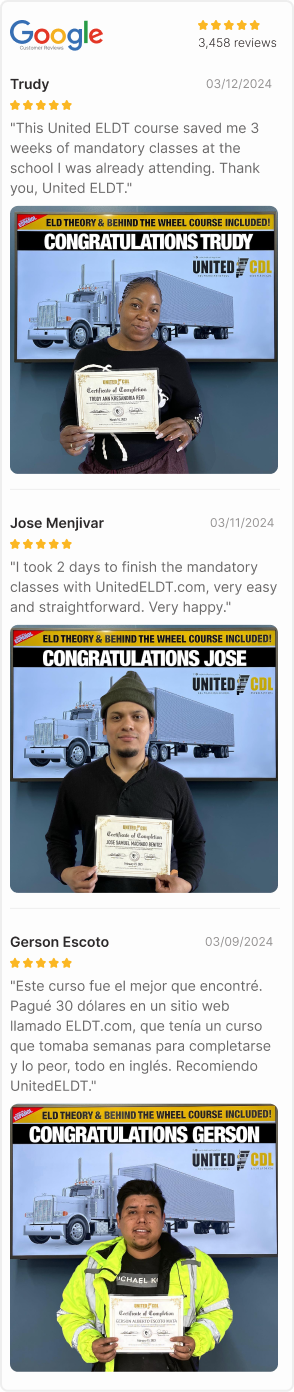 Google
Customer Reviews
3,458 reviews
Trudy
03/12/2024
"This United ELDT course saved me 3
weeks of mandatory classes at the
school I was already attending. Thank
you, United ELDT."
ELD THEORY & BEHIND THE WHEEL COURSE INCLUDED!
CONGRATULATIONS TRUDY
UNITED CDL
UNITED CDL
Certificate of Completion
TRUDY ANN KRESANDRIA REID
Jose Menjivar
03/11/2024
"I took 2 days to finish the mandatory
classes with UnitedELDT.com, very easy
and straightforward. Very happy."
ELD THEORY & BEHIND THE WHEEL COURSE INCLUDED!
CONGRATULATIONS JOSE
UNITED CDL
UNITED CDL
Certificate of Completion
JOSE SAMUEL MACHADO BENITEZ
Gerson Escoto
03/09/2024
"Este curso fue el mejor que encontré.
Pagué 30 dólares en un sitio web
llamado ELDT.com, que tenía un curso
que tomaba semanas para completarse
y lo peor, todo en inglés. Recomiendo
UnitedELDT."
ELD THEORY & BEHIND THE WHEEL COURSE INCLUDED!
CONGRATULATIONS GERSON
UNITED CDL
MICHAEL KO
UNITED CDL
Certificate of Completion
GERSON ALBERTO ESCOTO MATA